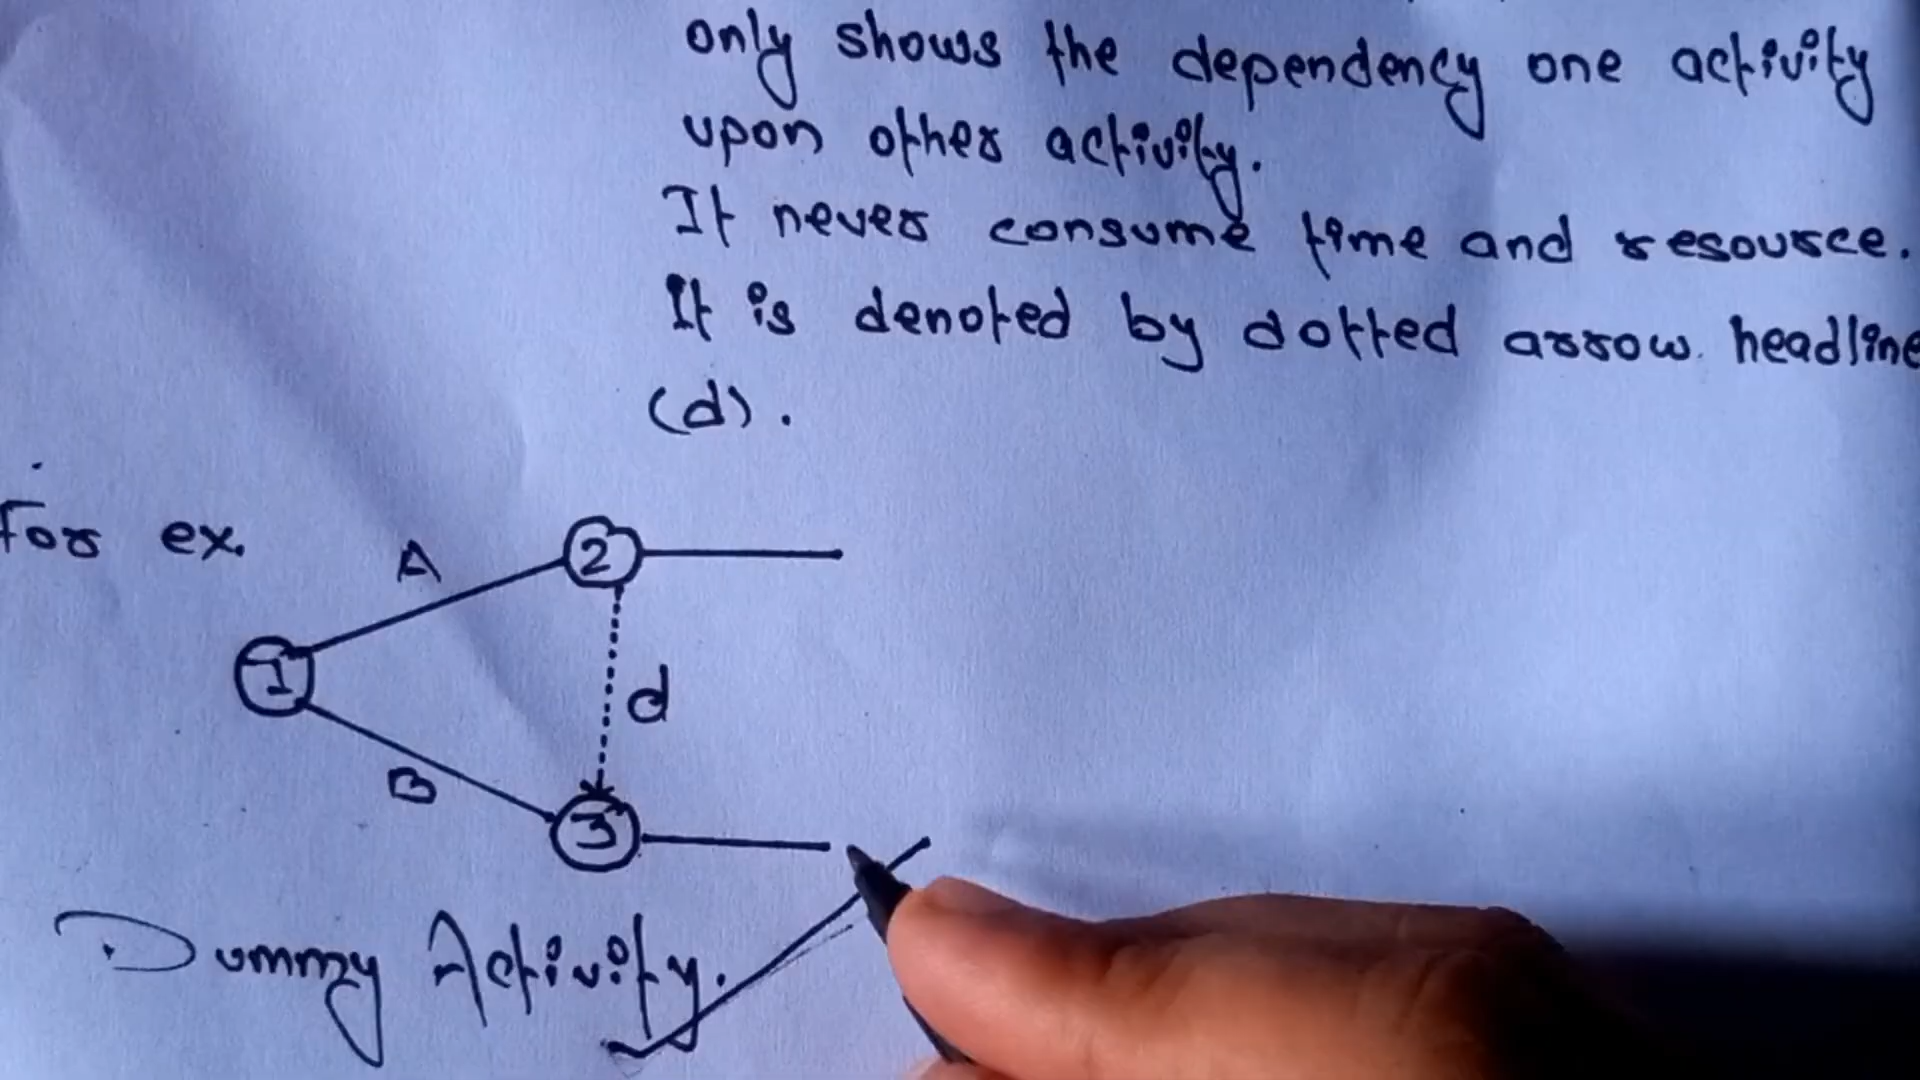 only shows the dependency one activity
upon other activity.
It never consume time and resource.
It is denoted by dotted arrow headline
(d).
For ex.
A
2
1
d
B
3
Dummy Activity.